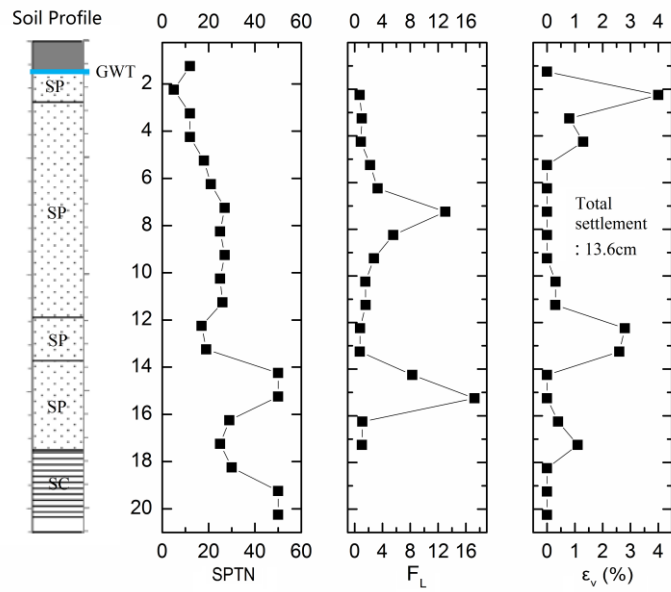 Soil Profile
GWT
SP
SP
SP
SP
SC
0 20 40 60
2
4
6
8
10
12
14
16
18
20
0 20 40 60
SPTN
0 4 8 12 16
0 4 8 12 16
F_L
0 1 2 3 4
Total
settlement
: 13.6cm
0 1 2 3 4
ε_v (%)